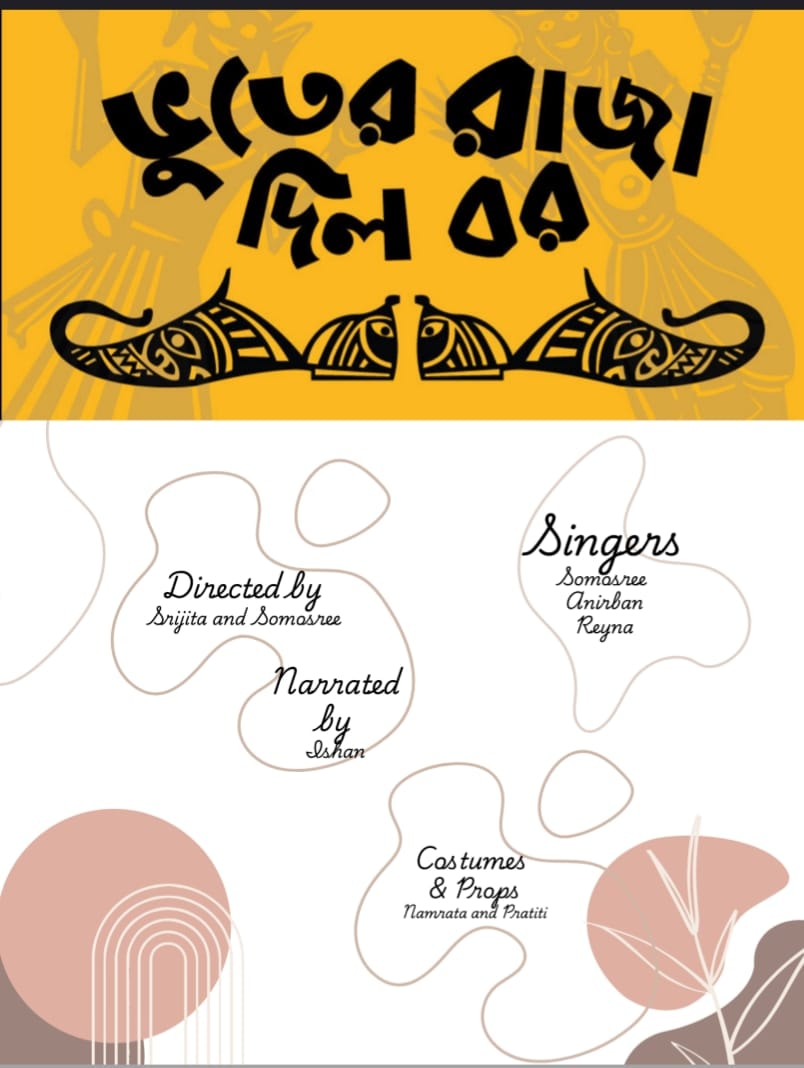 ভুতের রাজা
দিল বর
Directed by
Srijita and Somosree
Narrated
by
Ishan
Singers
Somosree
Anirban
Reyna
Costumes
& Props
Namrata and Pratiti